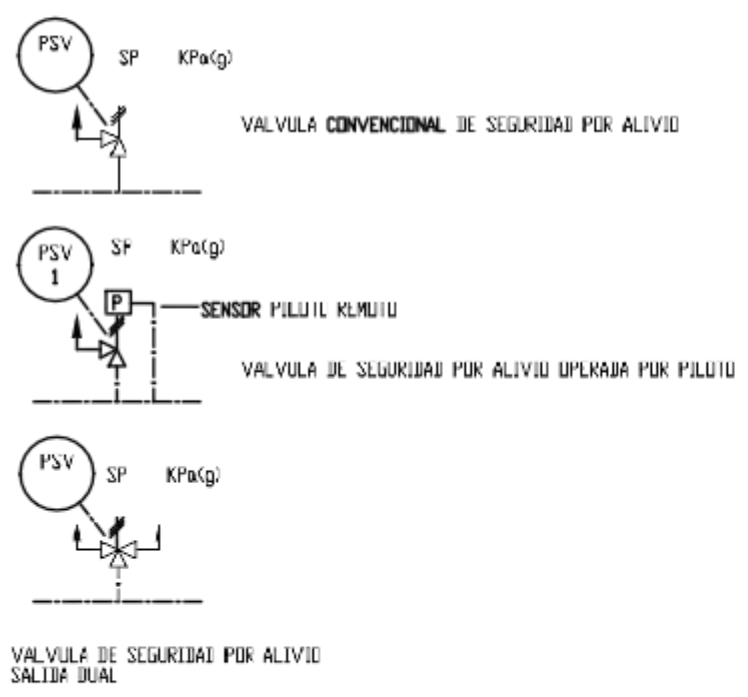 PSV SP KPa(g)
VALVULA CONVENCIONAL DE SEGURIDAD POR ALIVIO
PSV SP KPa(g)
1
P
SENSOR PILOTO REMOTO
VALVULA DE SEGURIDAD POR ALIVIO OPERADA POR PILOTO
PSV SP KPa(g)
VALVULA DE SEGURIDAD POR ALIVIO
SALIDA DUAL